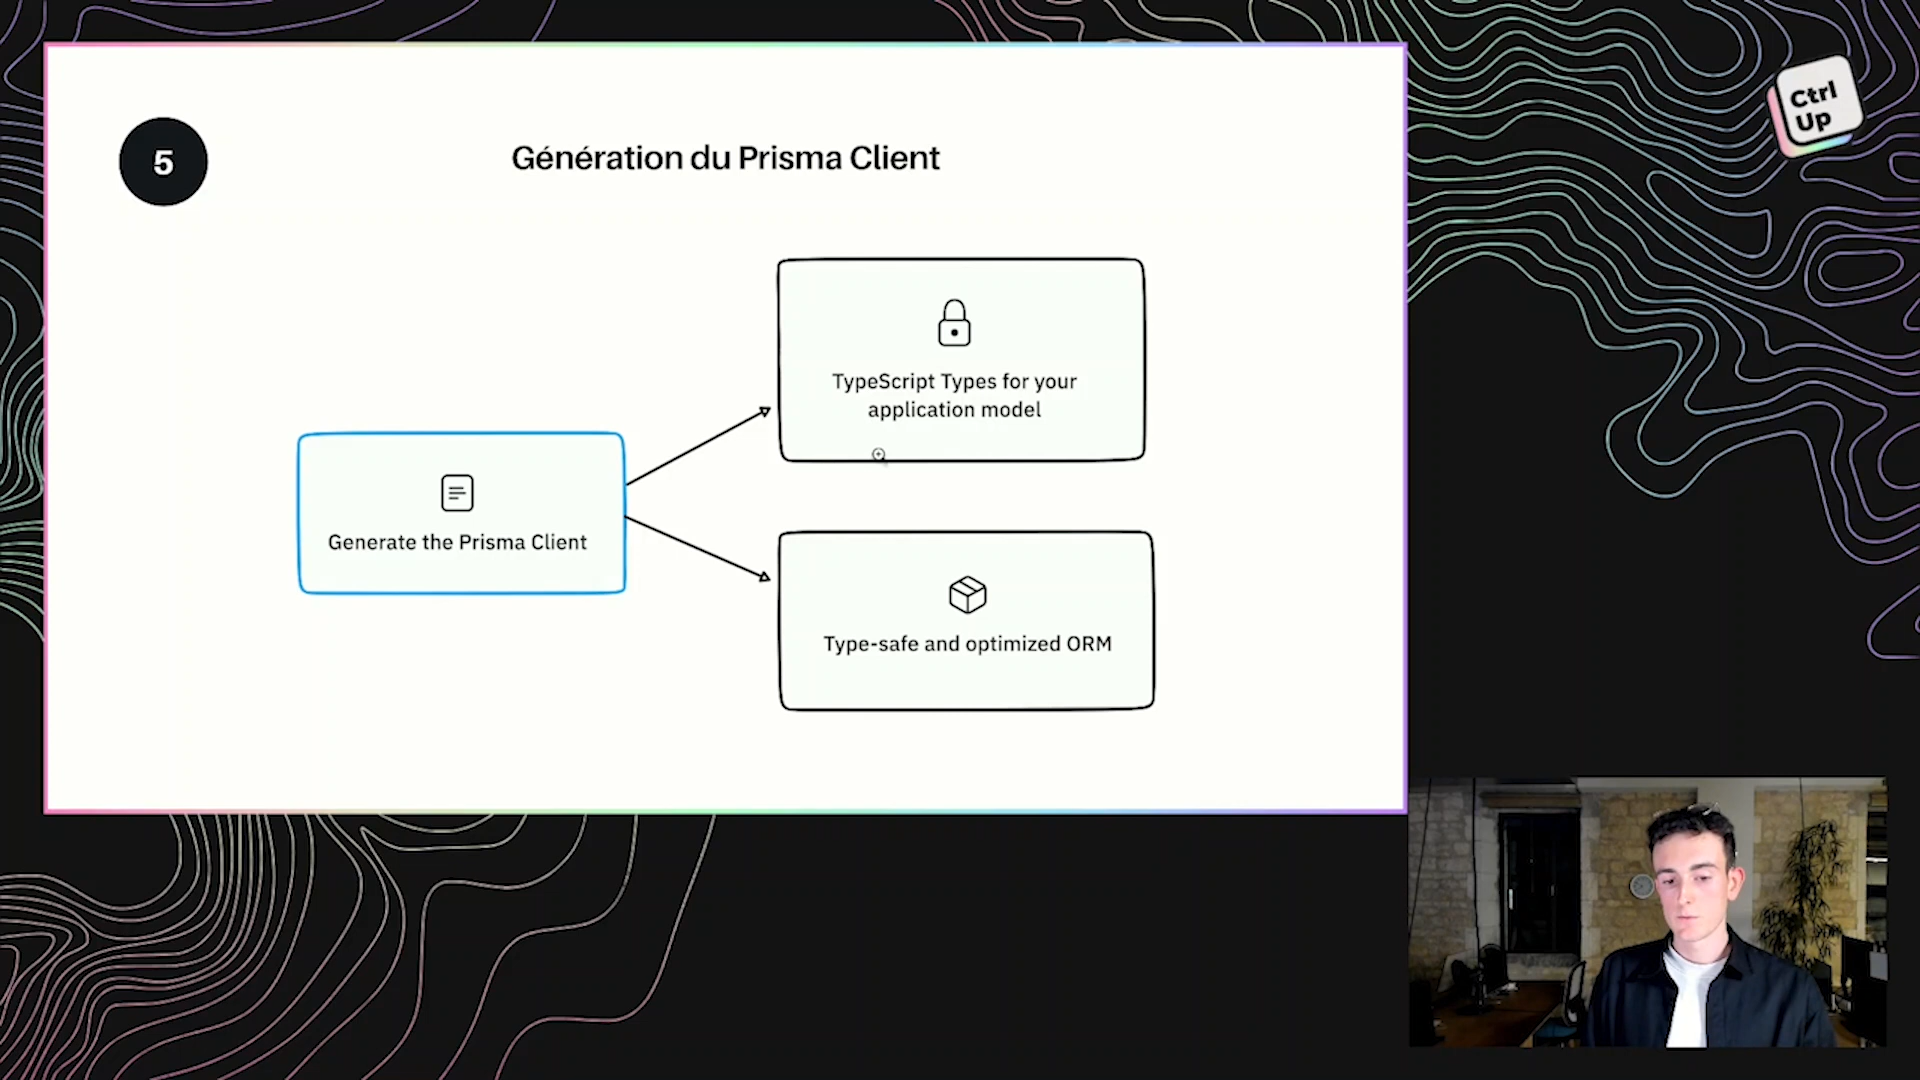 5
Génération du Prisma Client
TypeScript Types for your
application model
Generate the Prisma Client
Type-safe and optimized ORM
Ctrl
Up